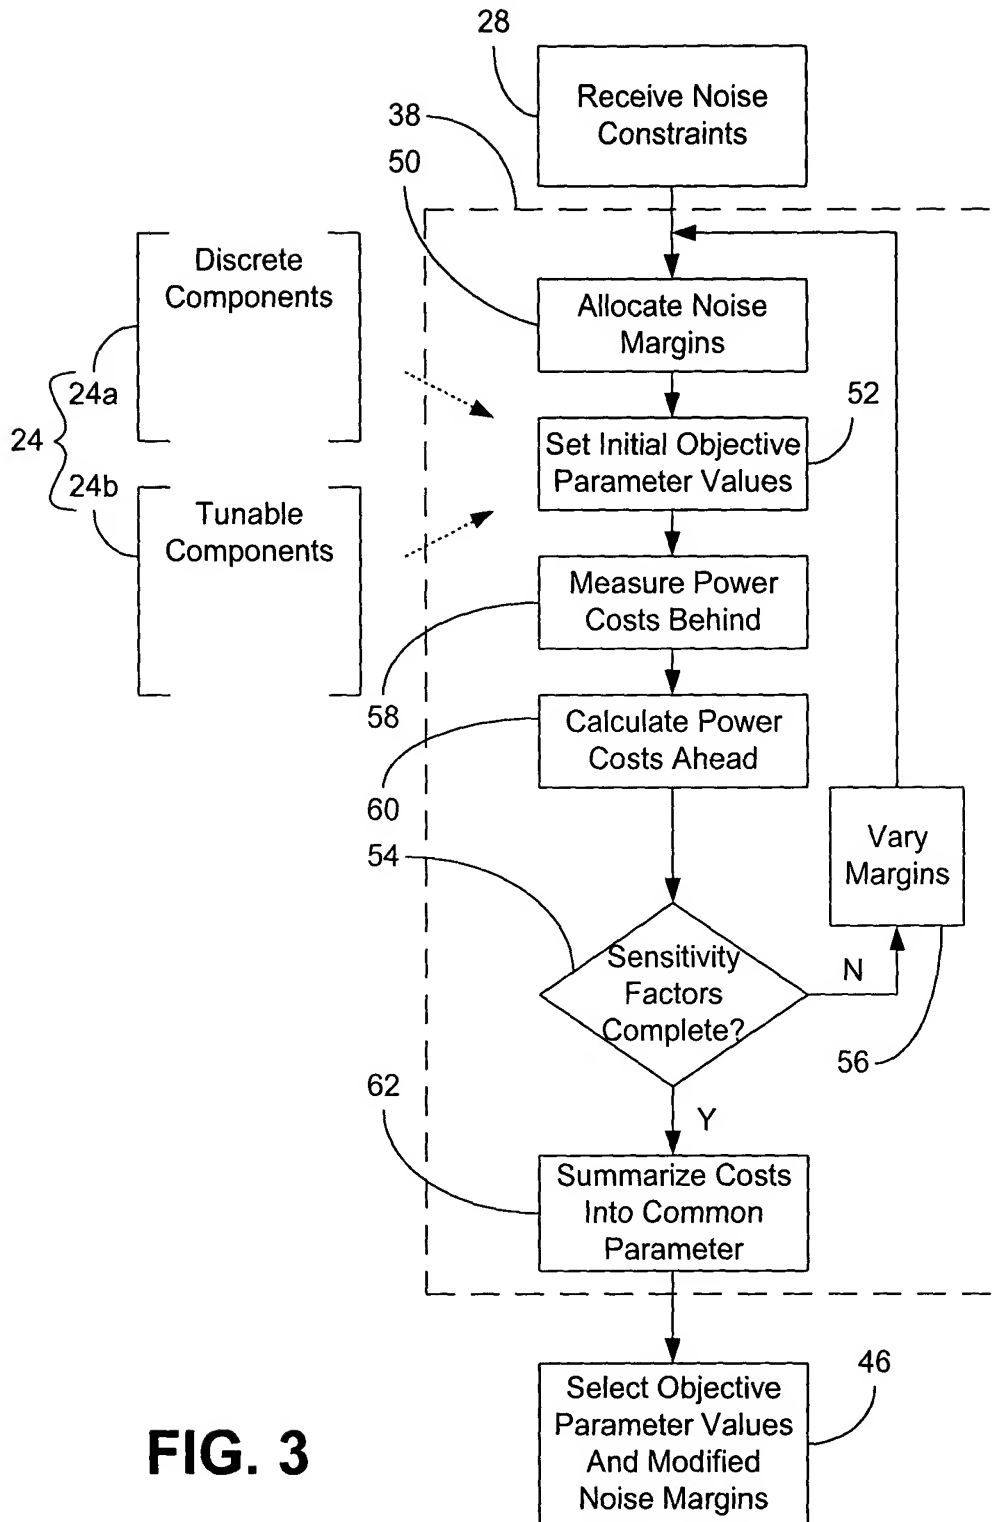 28
Receive Noise
Constraints
38
50
Allocate Noise
Margins
Discrete
Components
24a
24
24b
Tunable
Components
52
Set Initial Objective
Parameter Values
Measure Power
Costs Behind
58
Calculate Power
Costs Ahead
60
54
Vary
Margins
Sensitivity
Factors
Complete?
N
56
62
Y
Summarize Costs
Into Common
Parameter
46
Select Objective
Parameter Values
And Modified
Noise Margins
FIG. 3